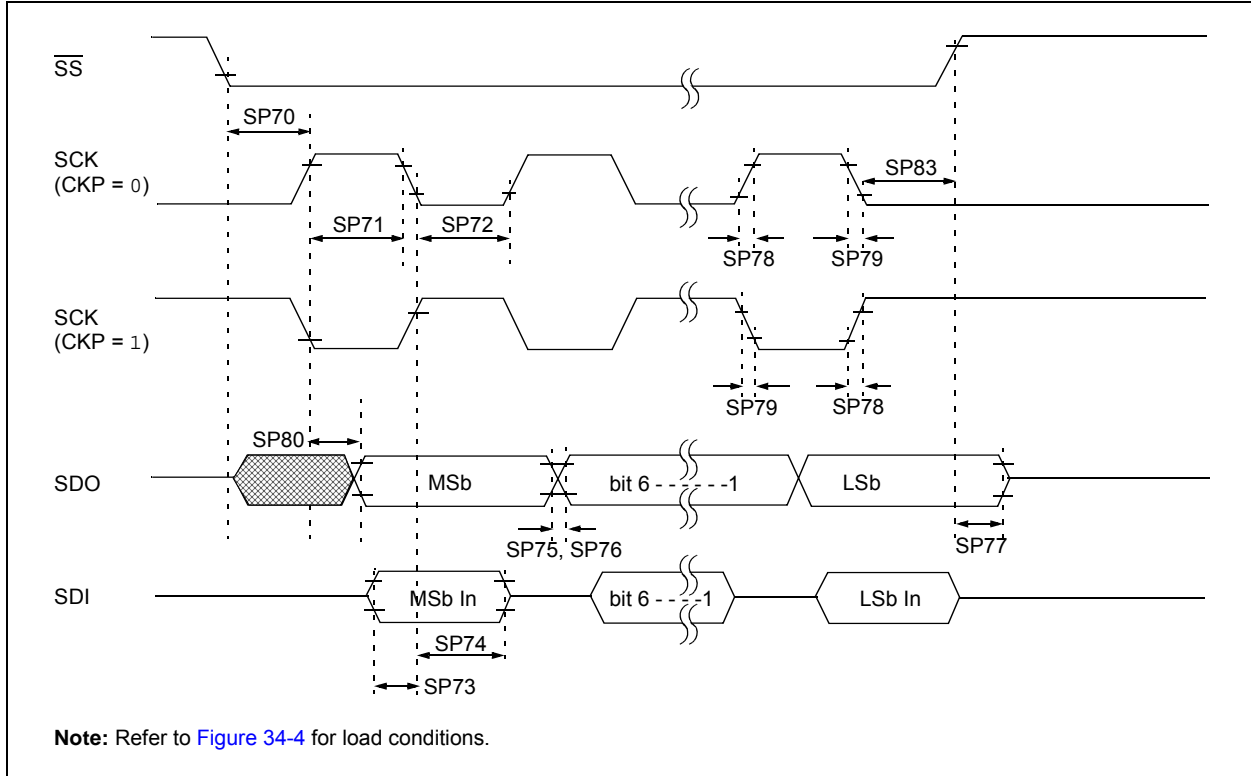 SS
SP70
SCK
(CKP = 0)
SP83
SP71
SP72
SP78
SP79
SCK
(CKP = 1)
SP79
SP78
SP80
SDO
MSb
bit 6 - - - - - - -1
LSb
SP75, SP76
SP77
SDI
MSb In
bit 6 - - - - -1
LSb In
SP74
SP73
Note: Refer to Figure 34-4 for load conditions.